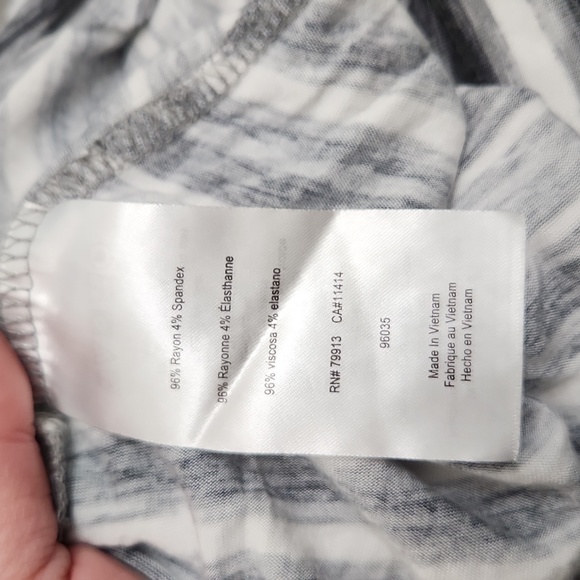 96% Rayon 4% Spandex
96% Rayonne 4% Élasthanne
96% viscosa 4% elastano
RN# 79913 CA#11414
96035
Made In Vietnam
Fabrique au Vietnam
Hecho en Vietnam